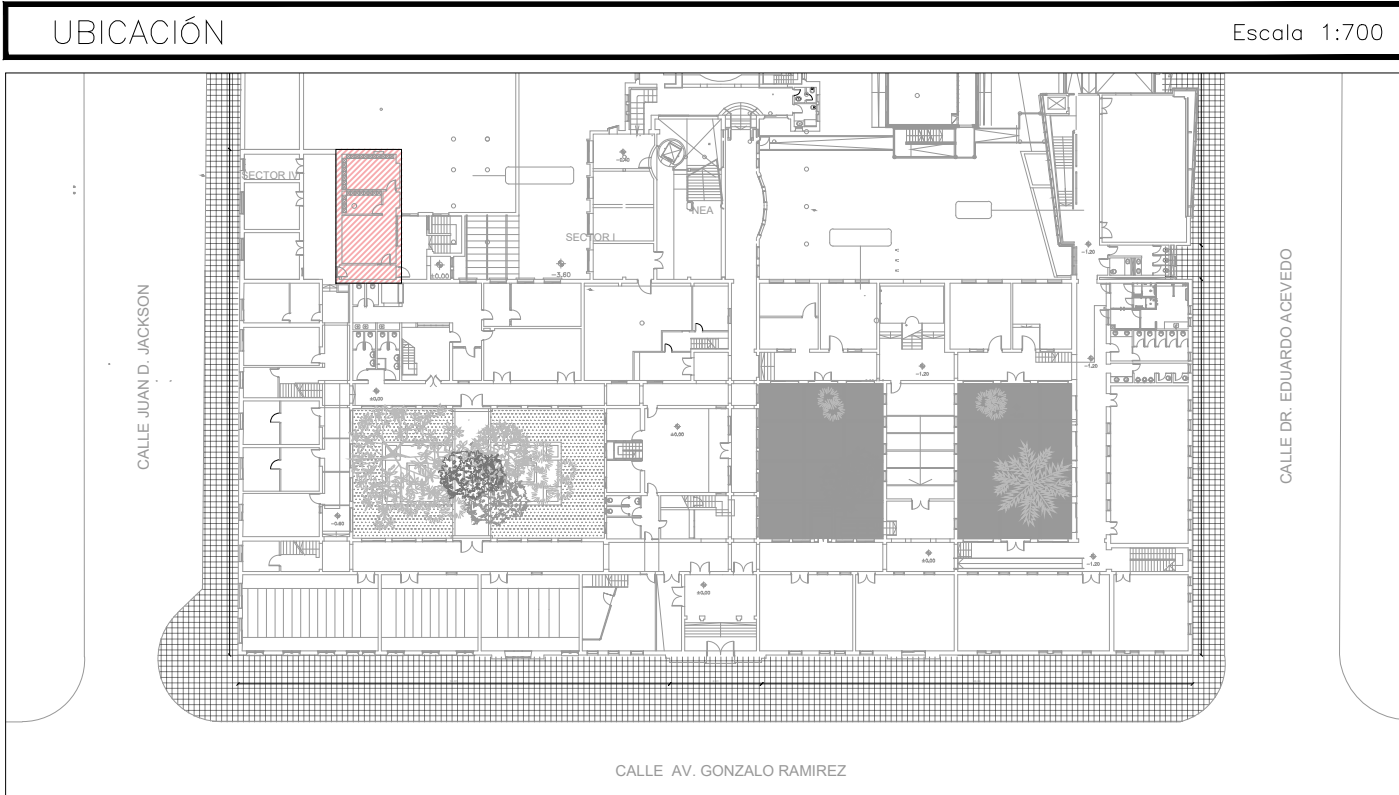 UBICACIÓN
Escala 1:700
SECTOR IV
NEA
SECTOR I
±0.00
-3.60
-1.20
CALLE JUAN D. JACKSON
CALLE DR. EDUARDO ACEVEDO
-1.20
-1.20
±0.00
±0.00
-0.60
±0.00
-1.20
±0.00
CALLE AV. GONZALO RAMIREZ